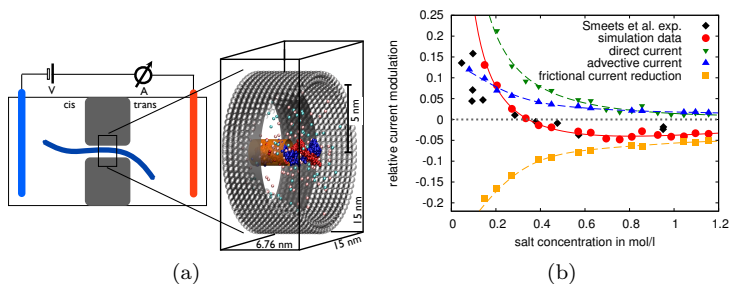 V
A
cis
trans
5 nm
15 nm
6.76 nm
15 nm
(a)
relative current modulation
0.25
0.2
0.15
0.1
0.05
0
-0.05
-0.1
-0.15
-0.2
Smeets et al. exp.
simulation data
direct current
advective current
frictional current reduction
0 0.2 0.4 0.6 0.8 1 1.2
salt concentration in mol/l
(b)